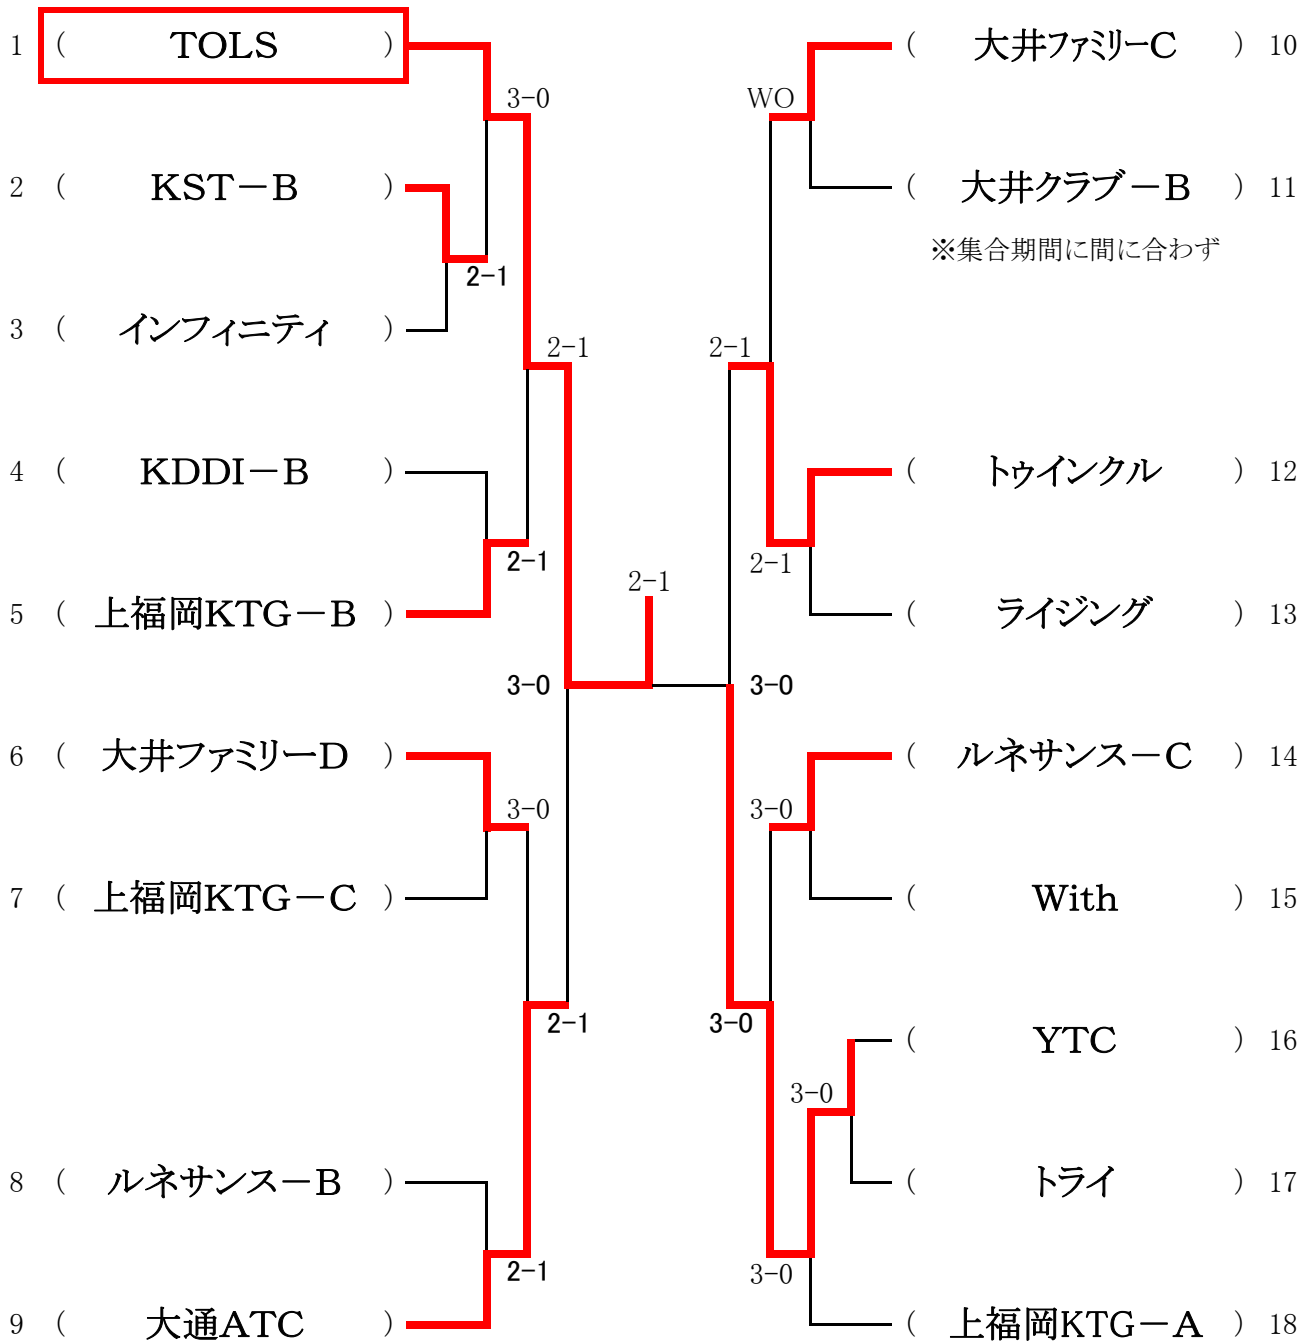 1 ( TOLS )
3-0
2 ( KST－B )
2-1
3 ( インフィニティ )
2-1
4 ( KDDI－B )
2-1
5 ( 上福岡KTG－B )
3-0
6 ( 大井ファミリーD )
3-0
7 ( 上福岡KTG－C )
2-1
8 ( ルネサンス－B )
2-1
9 ( 大通ATC )
2-1
( 大井ファミリーC ) 10
WO
( 大井クラブ－B ) 11
※集合期間に間に合わず
2-1
( トゥインクル ) 12
2-1
( ライジング ) 13
3-0
( ルネサンス－C ) 14
3-0
( With ) 15
3-0
( YTC ) 16
3-0
( トライ ) 17
3-0
( 上福岡KTG－A ) 18